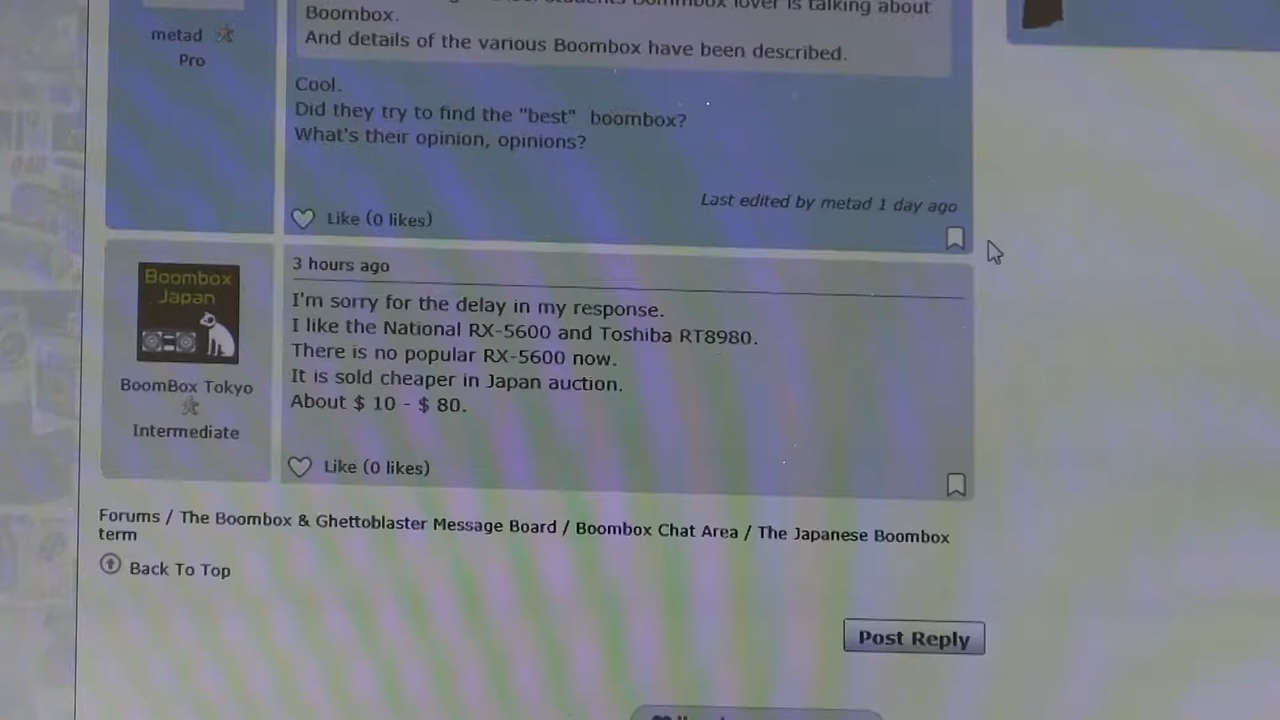 lover is talking about
Boombox.
And details of the various Boombox have been described.
metad
Pro
Cool.
Did they try to find the "best" boombox?
What's their opinion, opinions?
Last edited by metad 1 day ago
Like (0 likes)
3 hours ago
Boombox
Japan
I'm sorry for the delay in my response.
I like the National RX-5600 and Toshiba RT8980.
There is no popular RX-5600 now.
It is sold cheaper in Japan auction.
About $ 10 - $ 80.
BoomBox Tokyo
Intermediate
Like (0 likes)
Forums / The Boombox & Ghettoblaster Message Board / Boombox Chat Area / The Japanese Boombox
term
Back To Top
Post Reply